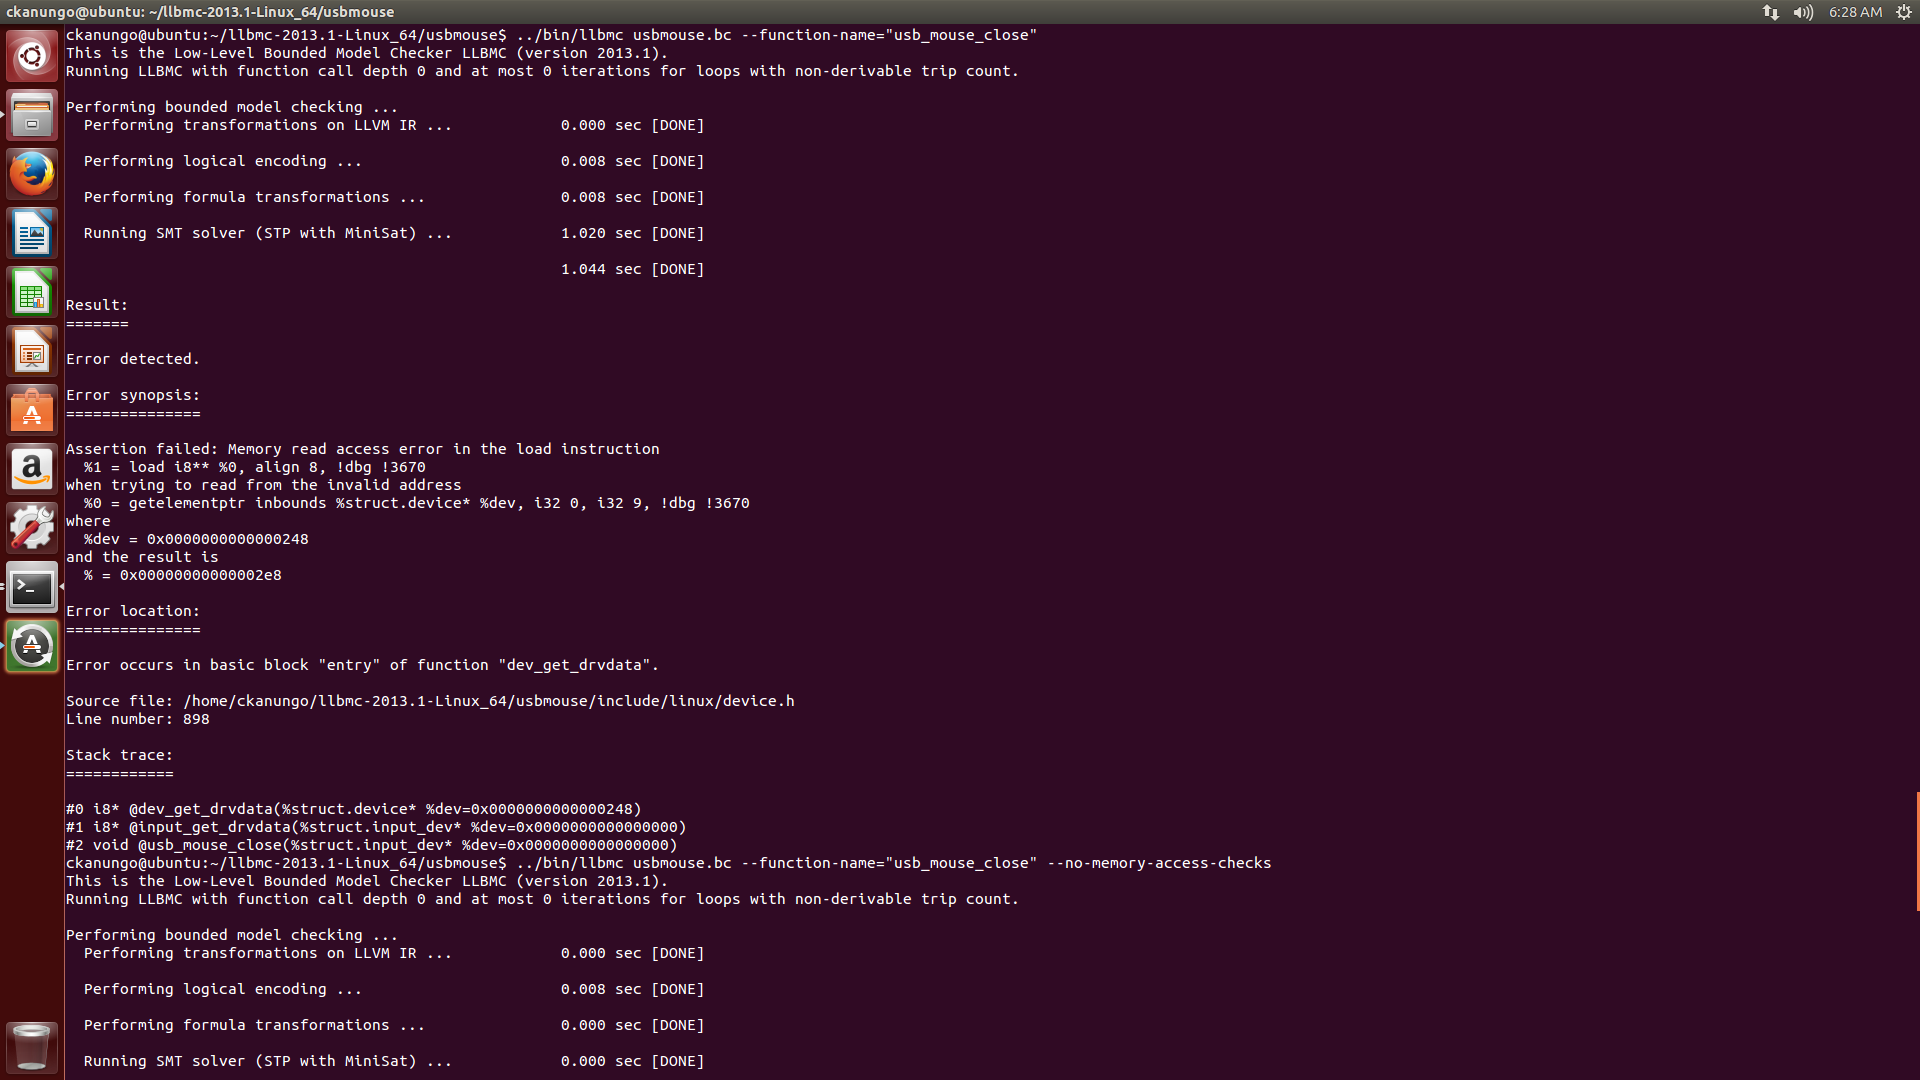 ckanungo@ubuntu: ~/llbmc-2013.1-Linux_64/usbmouse
6:28 AM
ckanungo@ubuntu:~/llbmc-2013.1-Linux_64/usbmouse$ ../bin/llbmc usbmouse.bc --function-name="usb_mouse_close"
This is the Low-Level Bounded Model Checker LLBMC (version 2013.1).
Running LLBMC with function call depth 0 and at most 0 iterations for loops with non-derivable trip count.
Performing bounded model checking ...
Performing transformations on LLVM IR ... 0.000 sec [DONE]
Performing logical encoding ... 0.008 sec [DONE]
Performing formula transformations ... 0.008 sec [DONE]
Running SMT solver (STP with MiniSat) ... 1.020 sec [DONE]
1.044 sec [DONE]
Result:
=======
Error detected.
Error synopsis:
===============
Assertion failed: Memory read access error in the load instruction
%1 = load i8** %0, align 8, !dbg !3670
when trying to read from the invalid address
%0 = getelementptr inbounds %struct.device* %dev, i32 0, i32 9, !dbg !3670
where
%dev = 0x0000000000000248
and the result is
% = 0x00000000000002e8
Error location:
===============
Error occurs in basic block "entry" of function "dev_get_drvdata".
Source file: /home/ckanungo/llbmc-2013.1-Linux_64/usbmouse/include/linux/device.h
Line number: 898
Stack trace:
============
#0 i8* @dev_get_drvdata(%struct.device* %dev=0x0000000000000248)
#1 i8* @input_get_drvdata(%struct.input_dev* %dev=0x0000000000000000)
#2 void @usb_mouse_close(%struct.input_dev* %dev=0x0000000000000000)
ckanungo@ubuntu:~/llbmc-2013.1-Linux_64/usbmouse$ ../bin/llbmc usbmouse.bc --function-name="usb_mouse_close" --no-memory-access-checks
This is the Low-Level Bounded Model Checker LLBMC (version 2013.1).
Running LLBMC with function call depth 0 and at most 0 iterations for loops with non-derivable trip count.
Performing bounded model checking ...
Performing transformations on LLVM IR ... 0.000 sec [DONE]
Performing logical encoding ... 0.008 sec [DONE]
Performing formula transformations ... 0.000 sec [DONE]
Running SMT solver (STP with MiniSat) ... 0.000 sec [DONE]